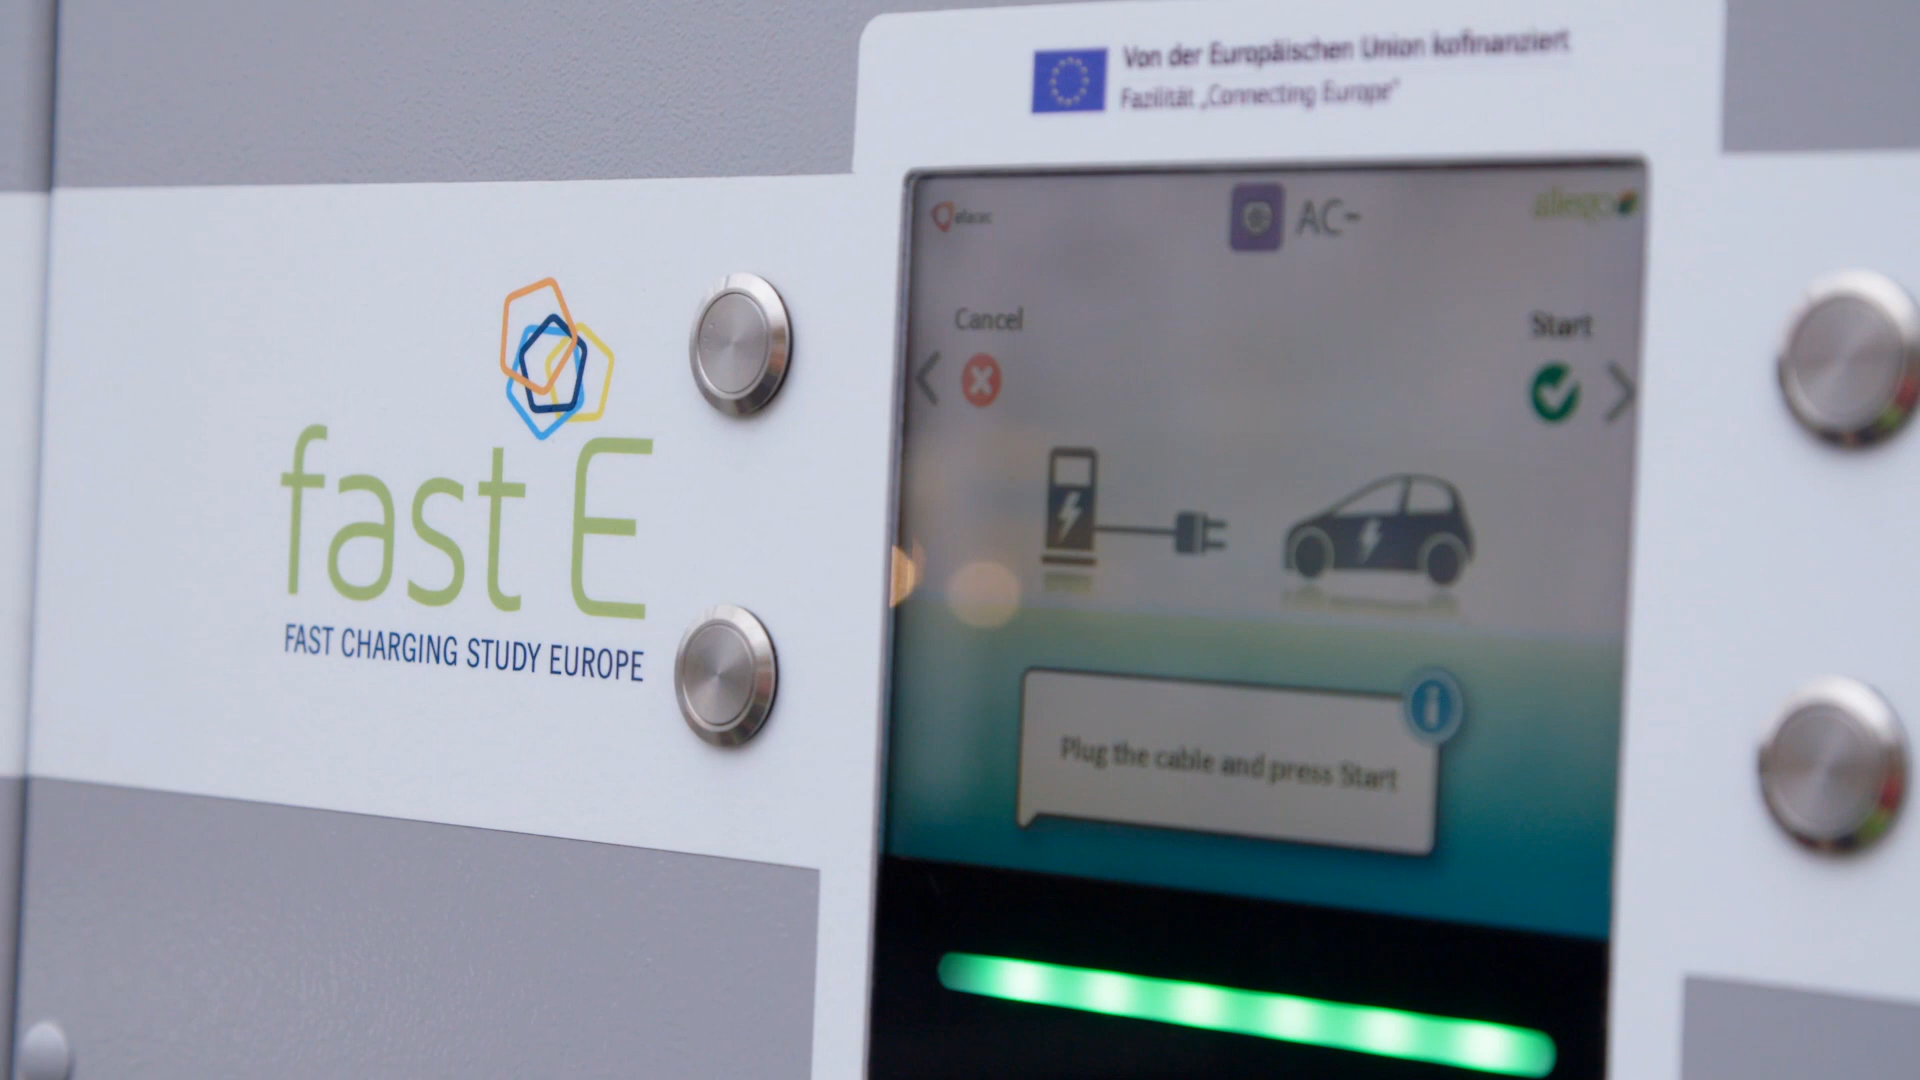 Von der Europäischen Union kofinanziert
Fazilität „Connecting Europe"
AC~
allego
Cancel
Start
fast E
FAST CHARGING STUDY EUROPE
Plug the cable and press Start